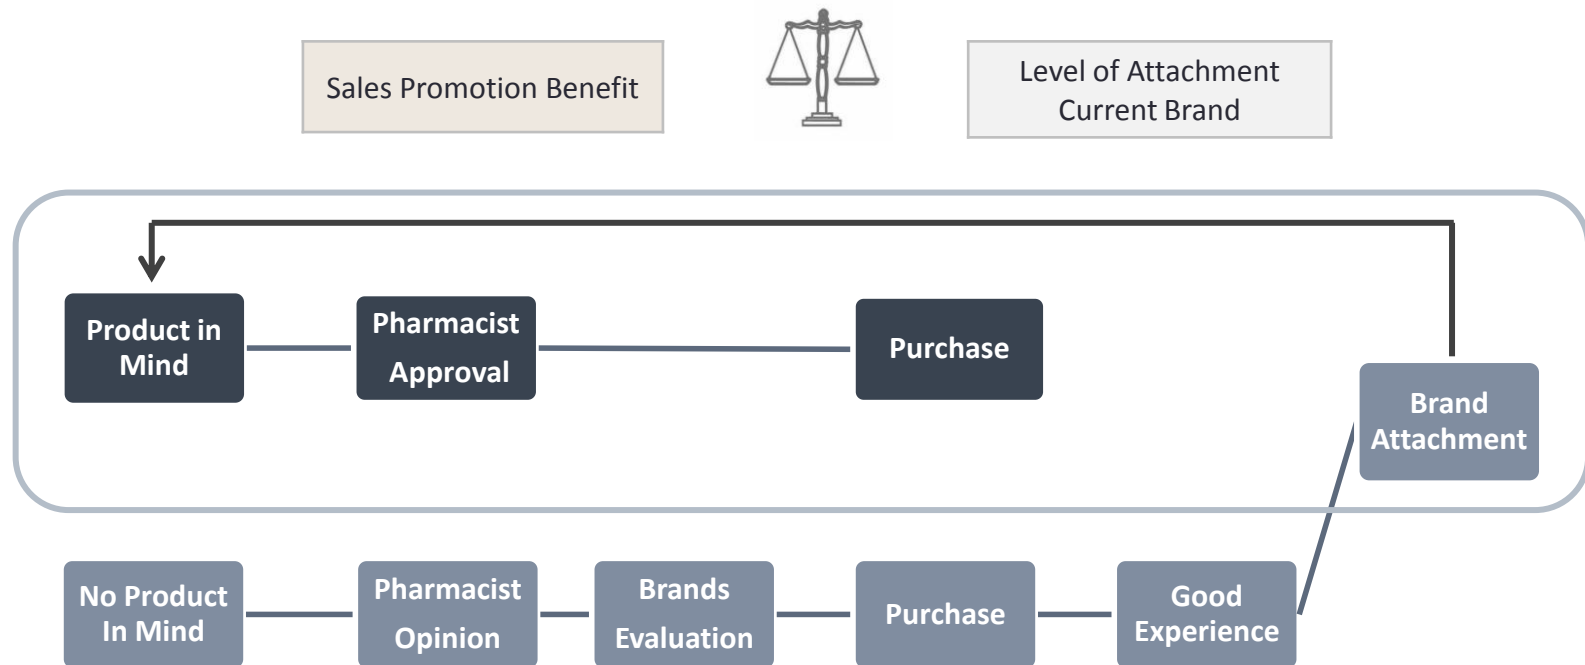 Sales Promotion Benefit
Level of Attachment
Current Brand
Product in
Mind
Pharmacist
Approval
Purchase
Brand
Attachment
No Product
In Mind
Pharmacist
Opinion
Brands
Evaluation
Purchase
Good
Experience